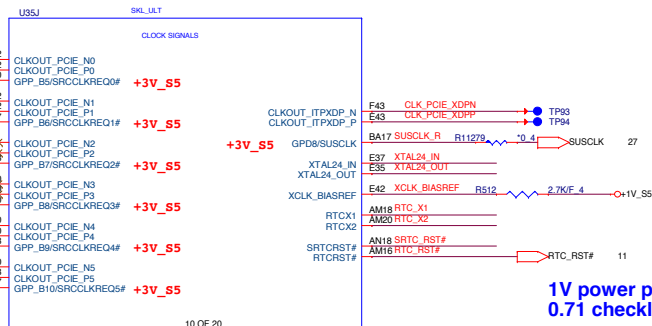 U35J
SKL_ULT
CLOCK SIGNALS
CLKOUT_PCIE_N0
CLKOUT_PCIE_P0
GPP_B5/SRCCLKREQ0# +3V_S5
CLKOUT_PCIE_N1
CLKOUT_PCIE_P1
GPP_B6/SRCCLKREQ1# +3V_S5
CLKOUT_PCIE_N2
CLKOUT_PCIE_P2
GPP_B7/SRCCLKREQ2# +3V_S5
CLKOUT_PCIE_N3
CLKOUT_PCIE_P3
GPP_B8/SRCCLKREQ3# +3V_S5
CLKOUT_PCIE_N4
CLKOUT_PCIE_P4
GPP_B9/SRCCLKREQ4# +3V_S5
CLKOUT_PCIE_N5
CLKOUT_PCIE_P5
GPP_B10/SRCCLKREQ5# +3V_S5
CLKOUT_ITPXDP_N F43 CLK_PCIE_XDPN TP93
CLKOUT_ITPXDP_P E43 CLK_PCIE_XDPP TP94
+3V_S5 GPD8/SUSCLK BA17 SUSCLK_R R11279 *0_4 SUSCLK 27
XTAL24_IN E37 XTAL24_IN
XTAL24_OUT E35 XTAL24_OUT
XCLK_BIASREF E42 XCLK_BIASREF R512 2.7K/F_4 +1V_S5
RTCX1 AM18 RTC_X1
RTCX2 AM20 RTC_X2
SRTCRST# AN18 SRTC_RST#
RTCRST# AM16 RTC_RST# RTC_RST# 11
1V power p
0.71 checkl
10 OF 20